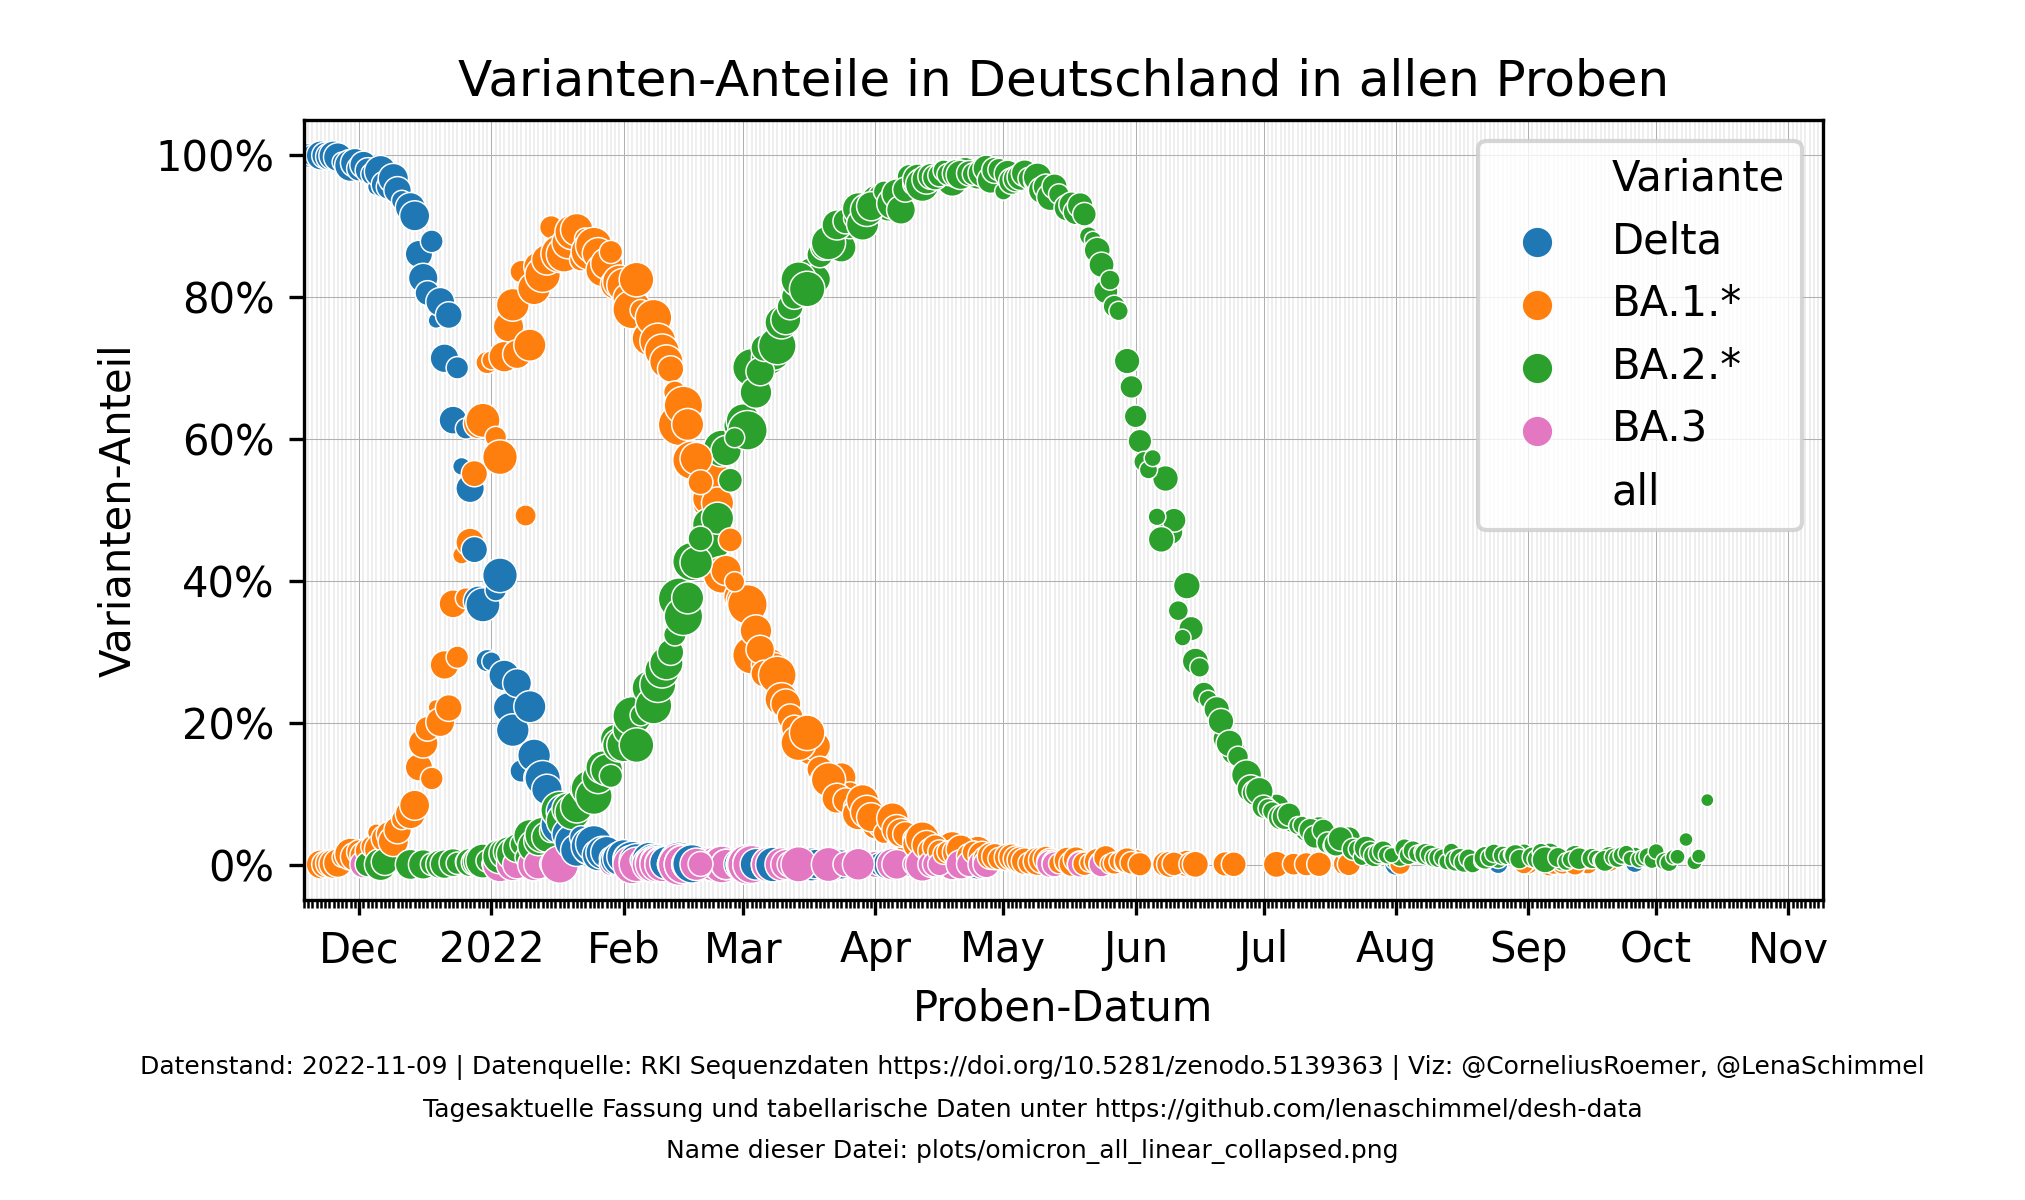 Varianten-Anteile in Deutschland in allen Proben
100%
80%
60%
40%
20%
0%
Varianten-Anteil
Variante
Delta
BA.1.*
BA.2.*
BA.3
all
Dec 2022 Feb Mar Apr May Jun Jul Aug Sep Oct Nov
Proben-Datum
Datenstand: 2022-11-09 | Datenquelle: RKI Sequenzdaten https://doi.org/10.5281/zenodo.5139363 | Viz: @CorneliusRoemer, @LenaSchimmel
Tagesaktuelle Fassung und tabellarische Daten unter https://github.com/lenaschimmel/desh-data
Name dieser Datei: plots/omicron_all_linear_collapsed.png